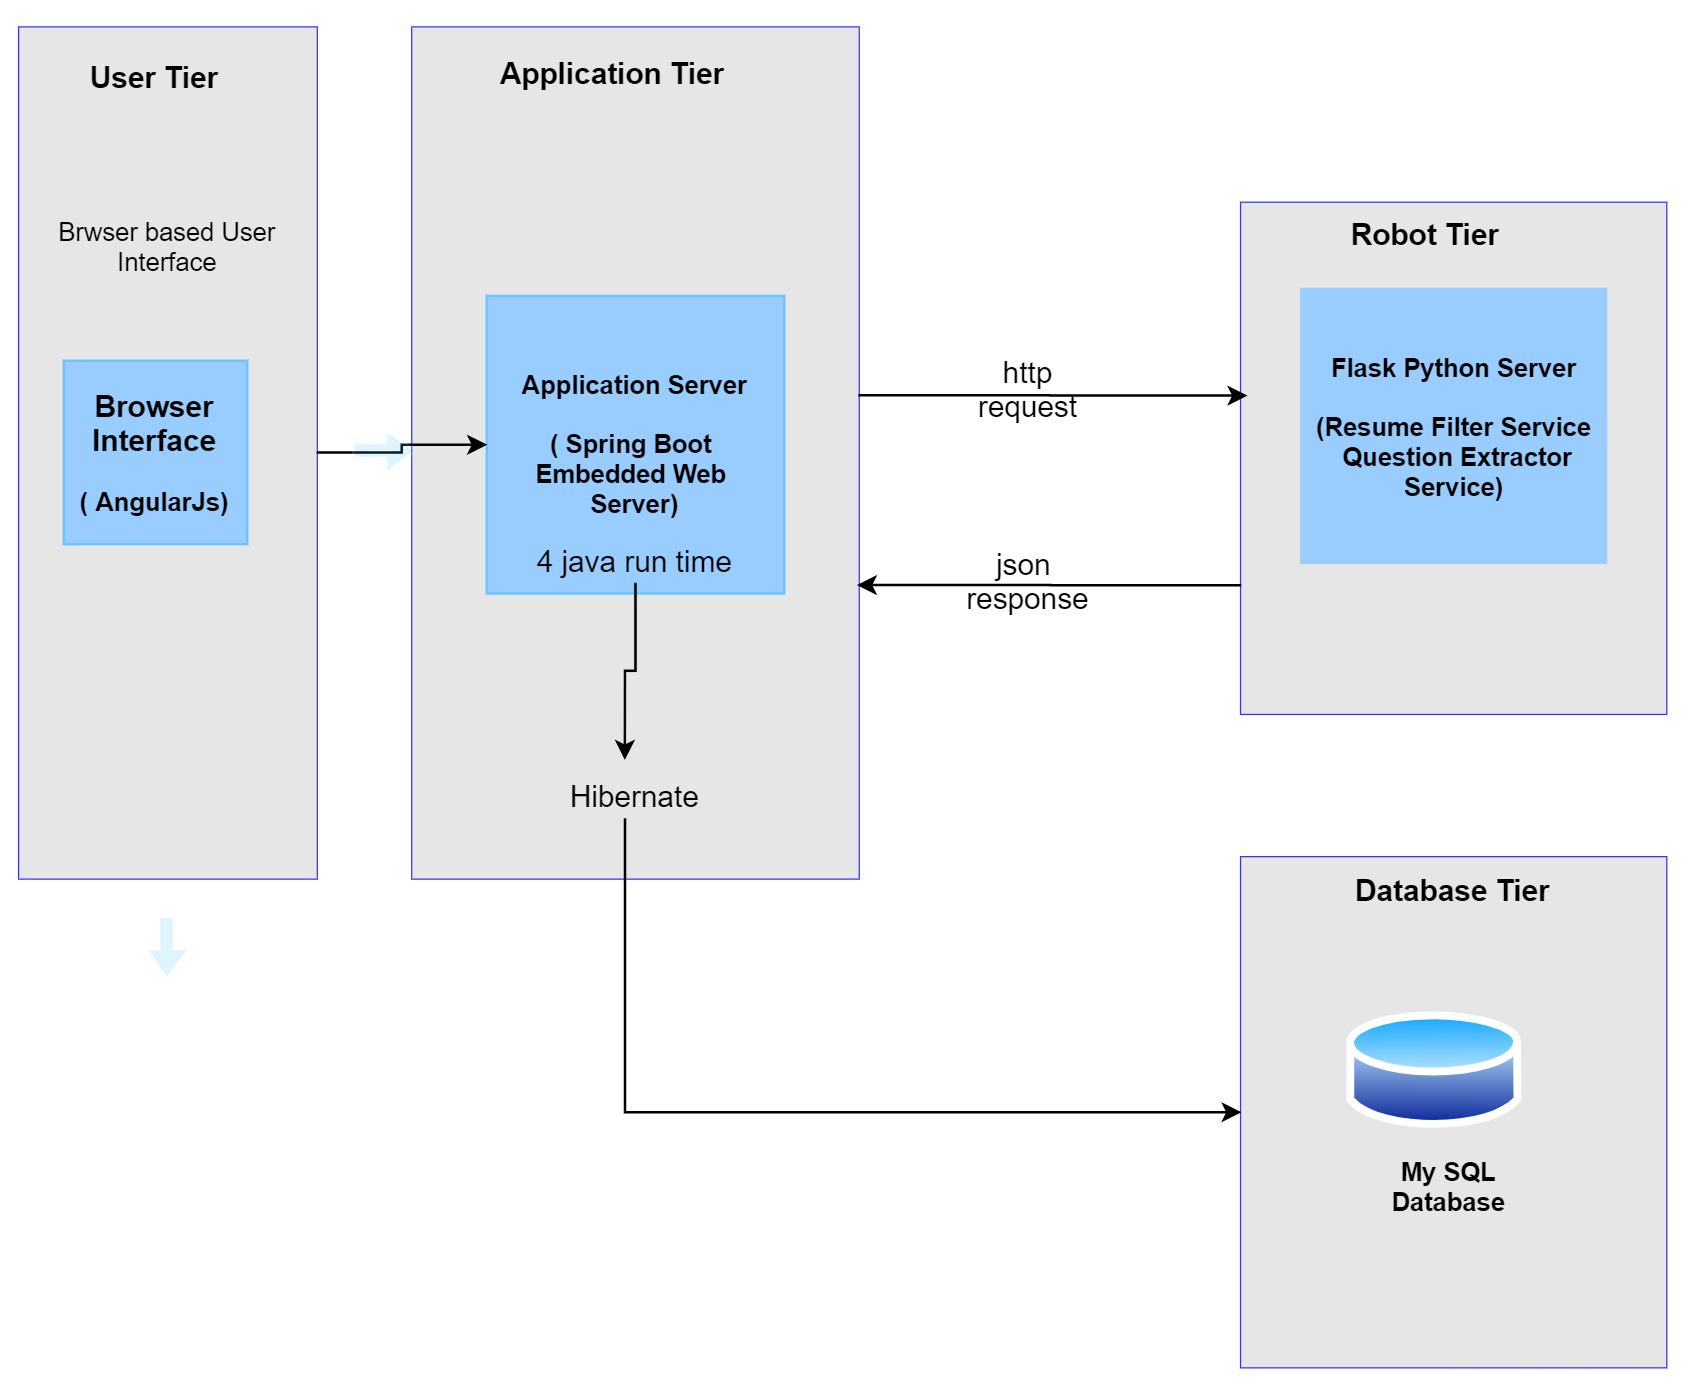 User Tier
Brwser based User
Interface
Browser
Interface
( AngularJs)
Application Tier
Application Server
( Spring Boot
Embedded Web
Server)
4 java run time
Hibernate
http
request
json
response
Robot Tier
Flask Python Server
(Resume Filter Service
Question Extractor
Service)
Database Tier
My SQL
Database